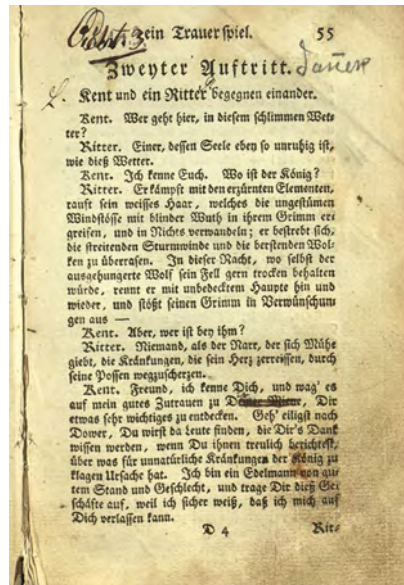 ein Trauerspiel. 55
Zweyter Auftritt.
Kent und ein Ritter begegnen einander.
Kent. Wer geht hier, in diesem schlimmen Wet-
ter?
Ritter. Einer, dessen Seele eben so unruhig ist,
wie dieß Wetter.
Kent. Ich kenne Euch. Wo ist der König?
Ritter. Er kämpft mit den erzürnten Elementen,
rauft sein weisses Haar, welches die ungestümen
Windstösse mit blinder Wuth in ihrem Grimm er-
greifen, und in Nichts verwandeln; er bestrebt sich,
die streitenden Sturmwinde und die berstenden Wol-
ken zu überrasen. In dieser Nacht, wo selbst der
ausgehungerte Wolf sein Fell gern trocken behalten
würde, rennt er mit unbedecktem Haupte hin und
wieder, und stößt seinen Grimm in Verwünschun-
gen aus —
Kent. Aber, wer ist bey ihm?
Ritter. Niemand, als der Narr, der sich Mühe
giebt, die Kränkungen, die sein Herz zerreissen, durch
seine Possen wegzuscherzen.
Kent. Freund, ich kenne Dich, und wag' es
auf mein gutes Zutrauen zu Dir
etwas sehr wichtiges zu entdecken. Geh' eiligst nach
Dower, Du wirst da Leute finden, die Dir's Dank
wissen werden, wenn Du ihnen treulich berichtest,
über was für unnatürliche Kränkungen der König zu
klagen Ursache hat. Ich bin ein Edelmann von gu-
tem Stand und Geschlecht, und trage Dir dieß Ge-
schäfte auf, weil ich sicher weiß, daß ich mich auf
Dich verlassen kann.
D 4 Rit-